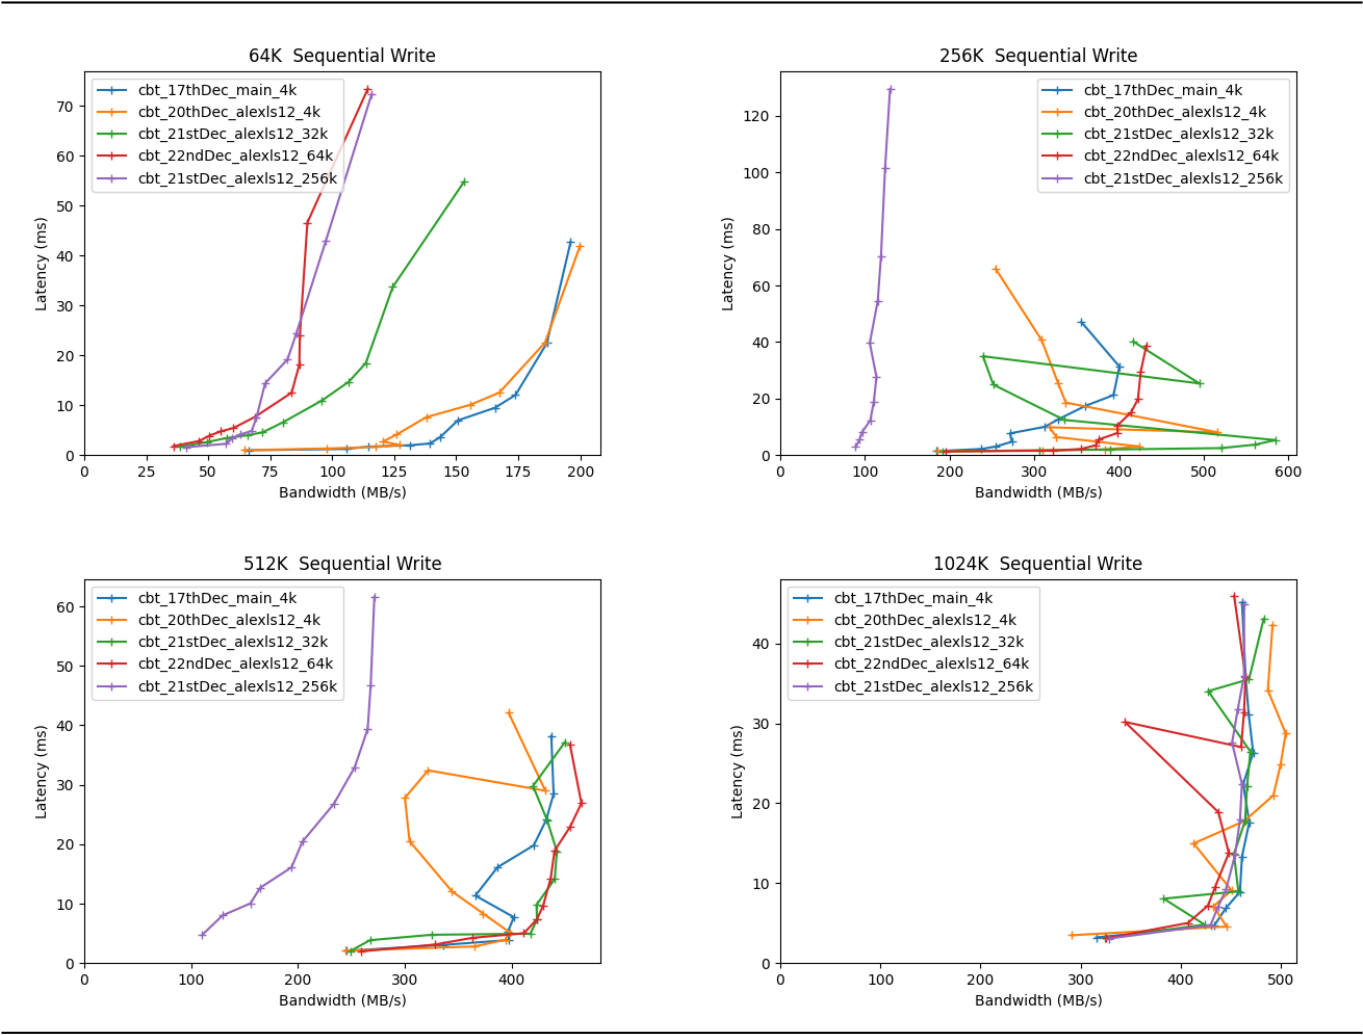 64K  Sequential Write
cbt_17thDec_main_4k
cbt_20thDec_alexls12_4k
cbt_21stDec_alexls12_32k
cbt_22ndDec_alexls12_64k
cbt_21stDec_alexls12_256k
Latency (ms)
70
60
50
40
30
20
10
0
0 25 50 75 100 125 150 175 200
Bandwidth (MB/s)
256K  Sequential Write
cbt_17thDec_main_4k
cbt_20thDec_alexls12_4k
cbt_21stDec_alexls12_32k
cbt_22ndDec_alexls12_64k
cbt_21stDec_alexls12_256k
Latency (ms)
120
100
80
60
40
20
0
0 100 200 300 400 500 600
Bandwidth (MB/s)
512K  Sequential Write
cbt_17thDec_main_4k
cbt_20thDec_alexls12_4k
cbt_21stDec_alexls12_32k
cbt_22ndDec_alexls12_64k
cbt_21stDec_alexls12_256k
Latency (ms)
60
50
40
30
20
10
0
0 100 200 300 400
Bandwidth (MB/s)
1024K  Sequential Write
cbt_17thDec_main_4k
cbt_20thDec_alexls12_4k
cbt_21stDec_alexls12_32k
cbt_22ndDec_alexls12_64k
cbt_21stDec_alexls12_256k
Latency (ms)
40
30
20
10
0
0 100 200 300 400 500
Bandwidth (MB/s)